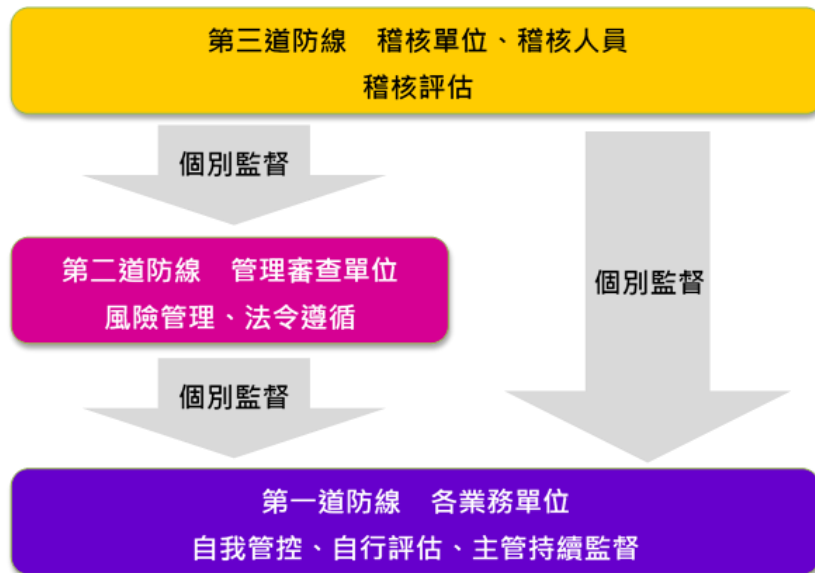 第三道防線　稽核單位、稽核人員
稽核評估
個別監督
個別監督
第二道防線　管理審查單位
風險管理、法令遵循
個別監督
第一道防線　各業務單位
自我管控、自行評估、主管持續監督